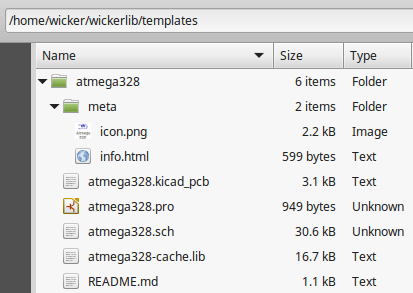 /home/wicker/wickerlib/templates
Name Size Type
atmega328 6 items Folder
meta 2 items Folder
icon.png 2.2 kB Image
info.html 599 bytes Text
atmega328.kicad_pcb 3.1 kB Text
atmega328.pro 949 bytes Unknown
atmega328.sch 30.6 kB Unknown
atmega328-cache.lib 16.7 kB Text
README.md 1.1 kB Text